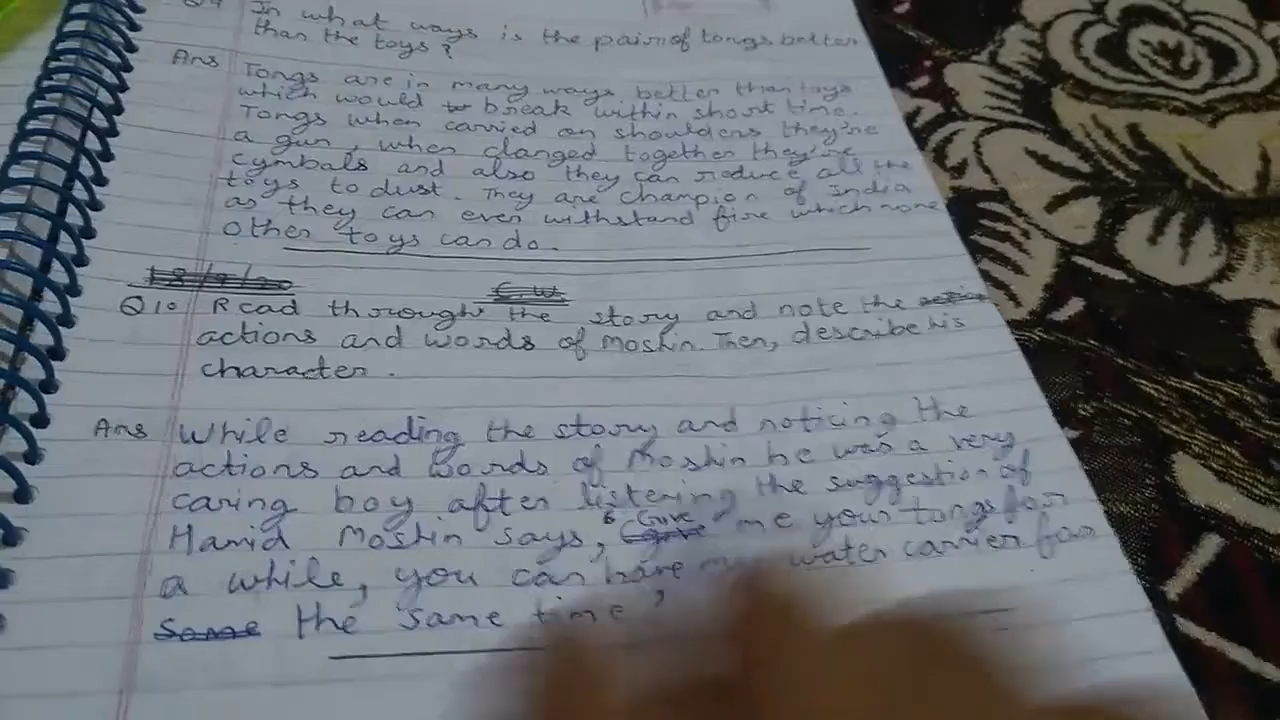 In what ways is the pair of tongs better
than the toys?
Ans Tongs are in many ways better than toys
which would break within short time.
Tongs when carried on shoulders they're
a gun, when clanged together they're
cymbals and also they can reduce all the
toys to dust. They are champion of India
as they can even withstand fire which none
other toys can do.
18/9/20
C.W
Q10 Read through the story and note the
actions and words of Moshin Then, describe his
character.
Ans While reading the story and noticing the
actions and words of Moshin he was a very
caring boy after listening the suggestion of
Hamid Moshin says, "Give me your tongs for
a while, you can have my water carrier for
Some the same time"